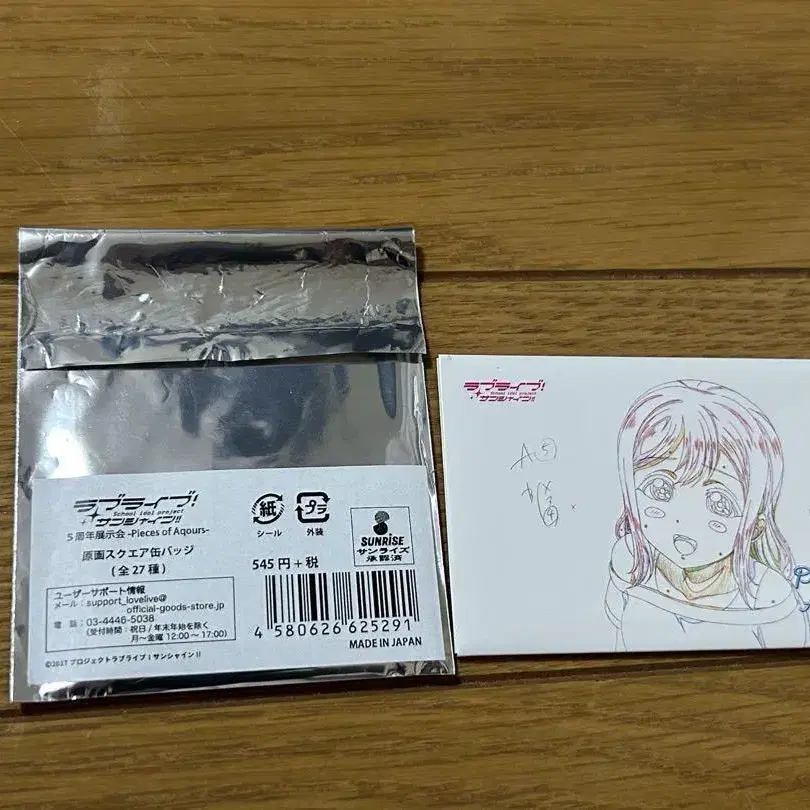 ラブライブ!
School idol project
サンシャイン!!
5周年展示会 -Pieces of Aqours-
原画スクエア缶バッジ
(全27種)
ユーザーサポート情報
メール：support_lovelive@
official-goods-store.jp
電 話：03-4446-5038
(受付時間：祝日/年末年始を除く
月～金曜 12:00～17:00)
©2017 プロジェクトラブライブ！サンシャイン!!
紙
シール
プラ
外装
SUNRISE
サンライズ
承認済
545円+税
4 580626 625291
MADE IN JAPAN
ラブライブ!
School idol project
サンシャイン!!
A⑤